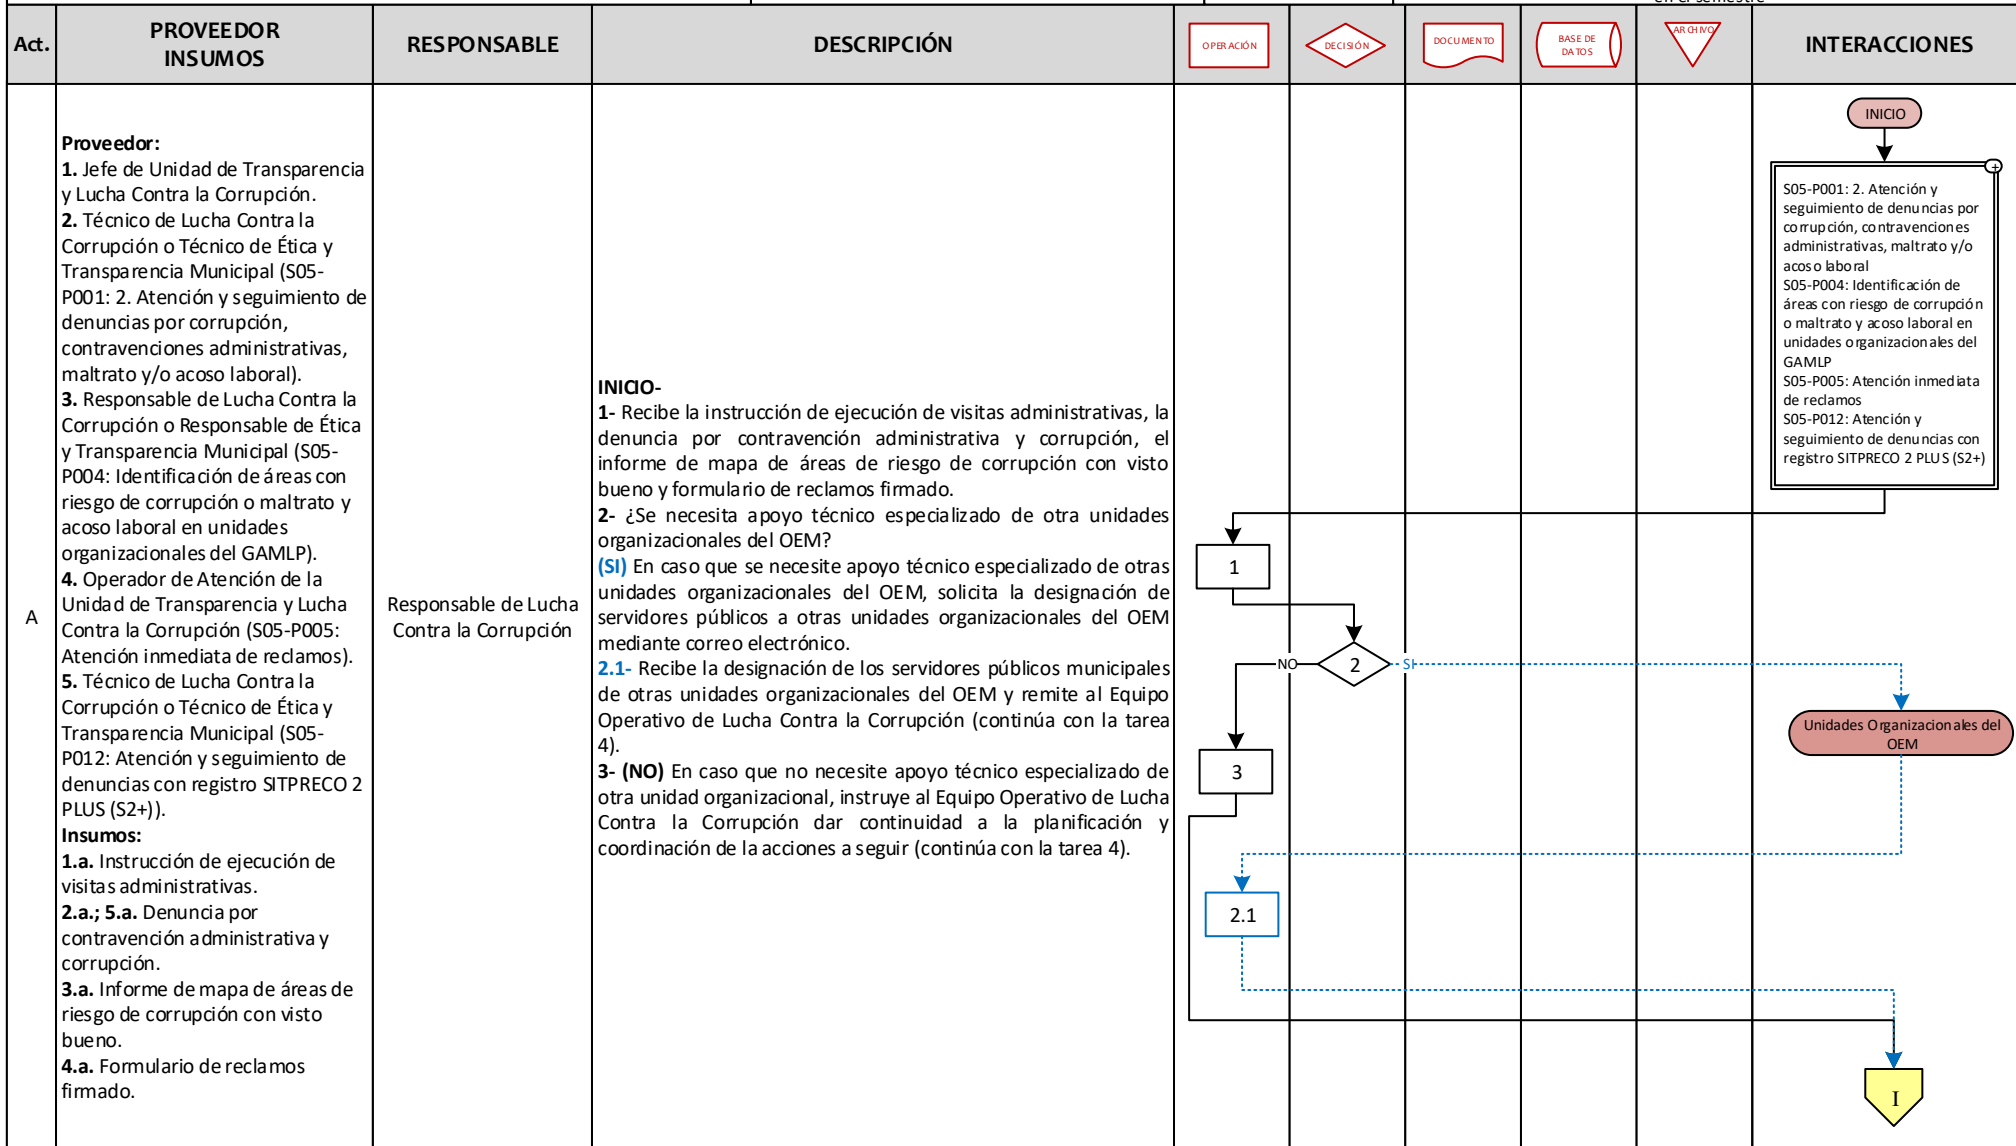 en el semestre
Act.
PROVEEDOR
INSUMOS
RESPONSABLE
DESCRIPCIÓN
OPERACIÓN
DECISIÓN
DOCUMENTO
BASE DE
DATOS
ARCHIVO
INTERACCIONES
A
Proveedor:
1. Jefe de Unidad de Transparencia
y Lucha Contra la Corrupción.
2. Técnico de Lucha Contra la
Corrupción o Técnico de Ética y
Transparencia Municipal (S05-
P001: 2. Atención y seguimiento de
denuncias por corrupción,
contravenciones administrativas,
maltrato y/o acoso laboral).
3. Responsable de Lucha Contra la
Corrupción o Responsable de Ética
y Transparencia Municipal (S05-
P004: Identificación de áreas con
riesgo de corrupción o maltrato y
acoso laboral en unidades
organizacionales del GAMLP).
4. Operador de Atención de la
Unidad de Transparencia y Lucha
Contra la Corrupción (S05-P005:
Atención inmediata de reclamos).
5. Técnico de Lucha Contra la
Corrupción o Técnico de Ética y
Transparencia Municipal (S05-
P012: Atención y seguimiento de
denuncias con registro SITPRECO 2
PLUS (S2+)).
Insumos:
1.a. Instrucción de ejecución de
visitas administrativas.
2.a.; 5.a. Denuncia por
contravención administrativa y
corrupción.
3.a. Informe de mapa de áreas de
riesgo de corrupción con visto
bueno.
4.a. Formulario de reclamos
firmado.
Responsable de Lucha
Contra la Corrupción
INICIO-
1- Recibe la instrucción de ejecución de visitas administrativas, la
denuncia por contravención administrativa y corrupción, el
informe de mapa de áreas de riesgo de corrupción con visto
bueno y formulario de reclamos firmado.
2- ¿Se necesita apoyo técnico especializado de otra unidades
organizacionales del OEM?
(SI) En caso que se necesite apoyo técnico especializado de otras
unidades organizacionales del OEM, solicita la designación de
servidores públicos a otras unidades organizacionales del OEM
mediante correo electrónico.
2.1- Recibe la designación de los servidores públicos municipales
de otras unidades organizacionales del OEM y remite al Equipo
Operativo de Lucha Contra la Corrupción (continúa con la tarea
4).
3- (NO) En caso que no necesite apoyo técnico especializado de
otra unidad organizacional, instruye al Equipo Operativo de Lucha
Contra la Corrupción dar continuidad a la planificación y
coordinación de la acciones a seguir (continúa con la tarea 4).
INICIO
+
S05-P001: 2. Atención y
seguimiento de denuncias por
corrupción, contravenciones
administrativas, maltrato y/o
acoso laboral
S05-P004: Identificación de
áreas con riesgo de corrupción
o maltrato y acoso laboral en
unidades organizacionales del
GAMLP
S05-P005: Atención inmediata
de reclamos
S05-P012: Atención y
seguimiento de denuncias con
registro SITPRECO 2 PLUS (S2+)
1
NO
2
SI
Unidades Organizacionales del
OEM
3
2.1
I